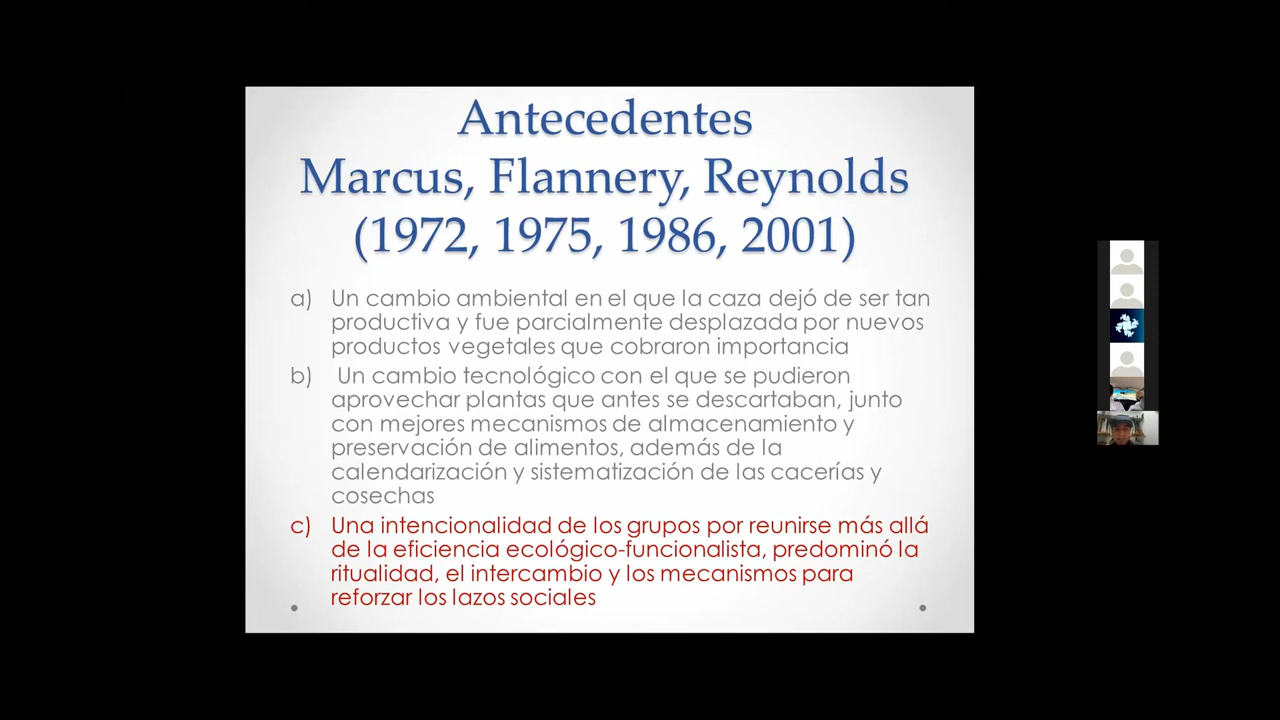 Antecedentes
Marcus, Flannery, Reynolds
(1972, 1975, 1986, 2001)
a) Un cambio ambiental en el que la caza dejó de ser tan
productiva y fue parcialmente desplazada por nuevos
productos vegetales que cobraron importancia
b) Un cambio tecnológico con el que se pudieron
aprovechar plantas que antes se descartaban, junto
con mejores mecanismos de almacenamiento y
preservación de alimentos, además de la
calendarización y sistematización de las cacerías y
cosechas
c) Una intencionalidad de los grupos por reunirse más allá
de la eficiencia ecológico-funcionalista, predominó la
ritualidad, el intercambio y los mecanismos para
reforzar los lazos sociales